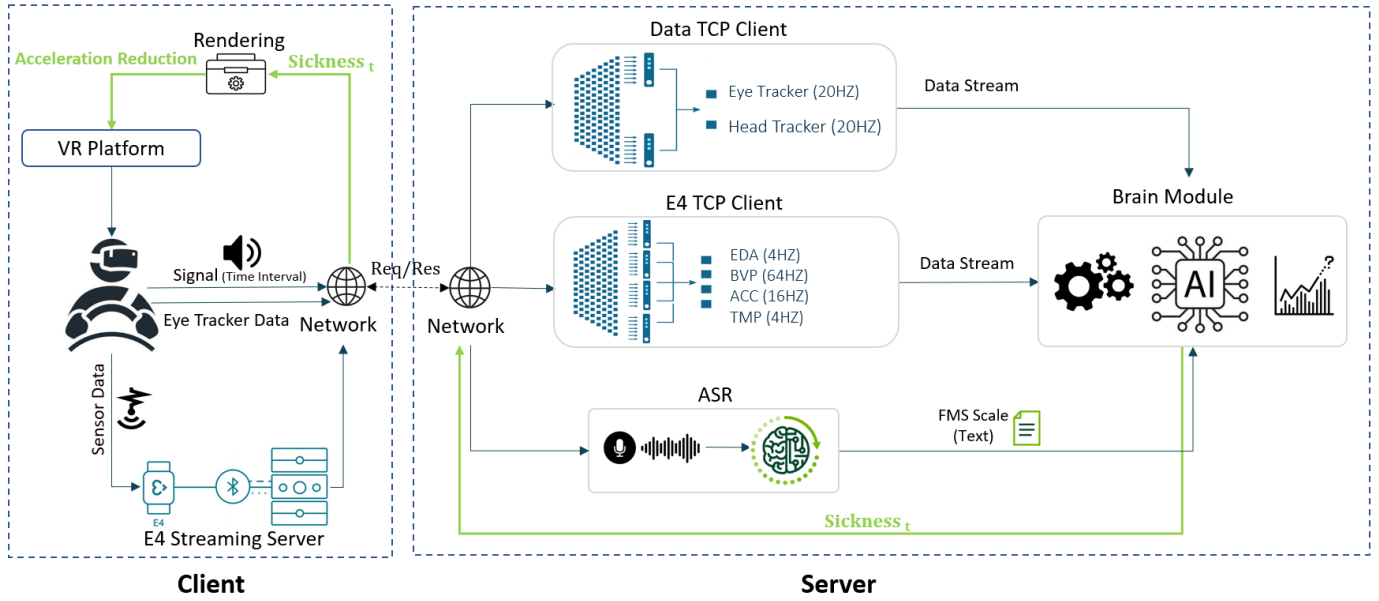 Rendering
Acceleration Reduction
Sickness t
VR Platform
Signal (Time Interval)
Eye Tracker Data
Network
Sensor Data
E4
E4 Streaming Server
Client
Req/Res
Network
Data TCP Client
Eye Tracker (20HZ)
Head Tracker (20HZ)
Data Stream
E4 TCP Client
EDA (4HZ)
BVP (64HZ)
ACC (16HZ)
TMP (4HZ)
Data Stream
Brain Module
AI
?
ASR
FMS Scale
(Text)
Sickness t
Server